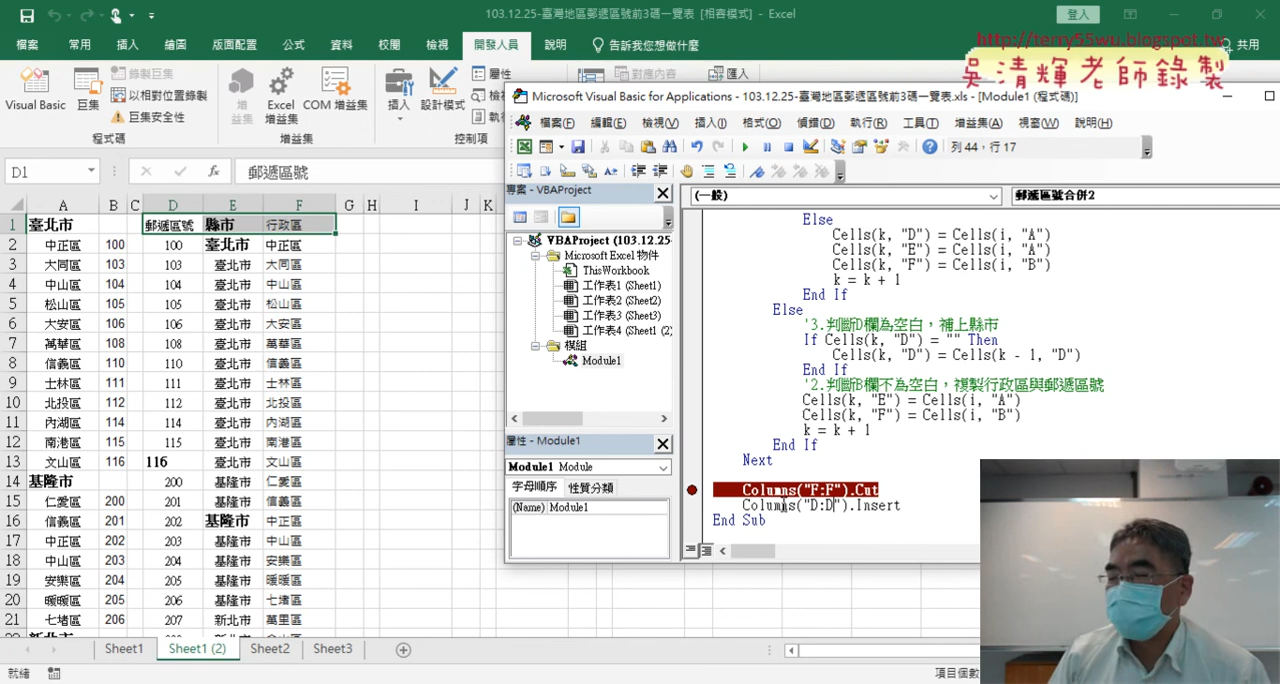 103.12.25-臺灣地區郵遞區號前3碼一覽表 [相容模式] - Excel
登入
檔案 常用 插入 繪圖 版面配置 公式 資料 校閱 檢視 開發人員 說明 告訴我您想做什麼 共用
http://terry55wu.blogspot.tw
吳清輝老師錄製
Visual Basic 巨集 錄製巨集 以相對位置錄製 巨集安全性
增益集 Excel 增益集 COM 增益集 插入 設計模式 屬性 對應內容 匯入
程式碼 增益集 控制項
D1 fx 郵遞區號
A B C D E F G H I J K
1 臺北市 郵遞區號 縣市 行政區
2 中正區 100 100 臺北市 中正區
3 大同區 103 103 臺北市 大同區
4 中山區 104 104 臺北市 中山區
5 松山區 105 105 臺北市 松山區
6 大安區 106 106 臺北市 大安區
7 萬華區 108 108 臺北市 萬華區
8 信義區 110 110 臺北市 信義區
9 士林區 111 111 臺北市 士林區
10 北投區 112 112 臺北市 北投區
11 內湖區 114 114 臺北市 內湖區
12 南港區 115 115 臺北市 南港區
13 文山區 116 116 臺北市 文山區
14 基隆市 200 基隆市 仁愛區
15 仁愛區 200 201 基隆市 信義區
16 信義區 201 202 基隆市 中正區
17 中正區 202 203 基隆市 中山區
18 中山區 203 204 基隆市 安樂區
19 安樂區 204 205 基隆市 暖暖區
20 暖暖區 205 206 基隆市 七堵區
21 七堵區 206 207 新北市 萬里區
Sheet1 Sheet1 (2) Sheet2 Sheet3
就緒
項目個數
Microsoft Visual Basic for Applications - 103.12.25-臺灣地區郵遞區號前3碼一覽表.xls - [Module1 (程式碼)]
檔案(F) 編輯(E) 檢視(V) 插入(I) 格式(O) 偵錯(D) 執行(R) 工具(T) 增益集(A) 視窗(W) 說明(H)
列 44，行 17
專案 - VBAProject
VBAProject (103.12.25-
Microsoft Excel 物件
ThisWorkbook
工作表1 (Sheet1)
工作表2 (Sheet2)
工作表3 (Sheet3)
工作表4 (Sheet1 (2)
模組
Module1
屬性 - Module1
Module1 Module
字母順序 性質分類
(Name) Module1
(一般) 郵遞區號合併2
Else
Cells(k, "D") = Cells(i, "A")
Cells(k, "E") = Cells(i, "A")
Cells(k, "F") = Cells(i, "B")
k = k + 1
End If
Else
'3.判斷D欄為空白，補上縣市
If Cells(k, "D") = "" Then
Cells(k, "D") = Cells(k - 1, "D")
End If
'2.判斷B欄不為空白，複製行政區與郵遞區號
Cells(k, "E") = Cells(i, "A")
Cells(k, "F") = Cells(i, "B")
k = k + 1
End If
Next
Columns("F:F").Cut
Columns("D:D").Insert
End Sub